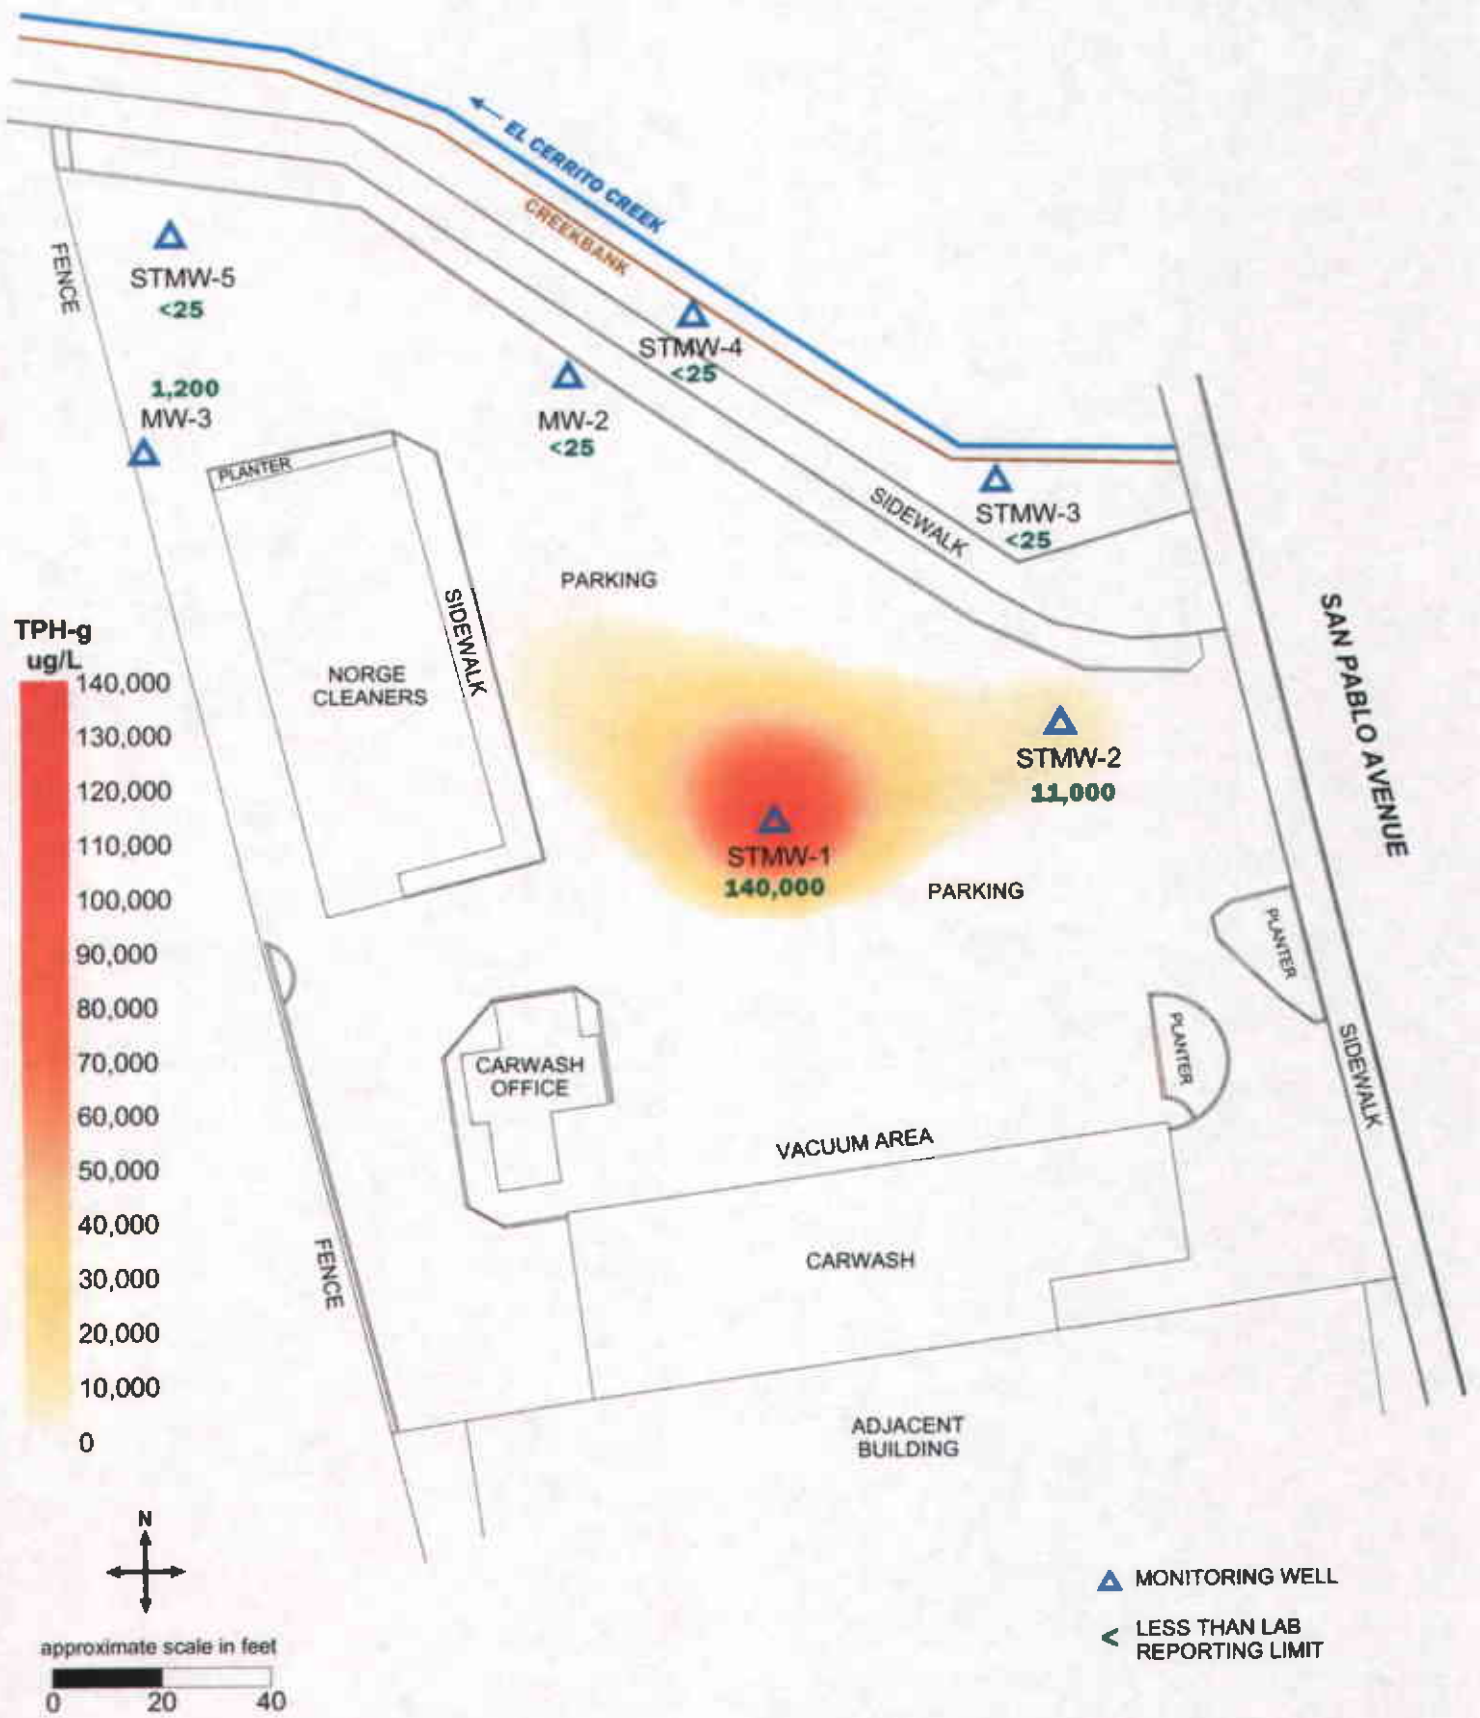 EL CERRITO CREEK
CREEKBANK
FENCE
STMW-5
<25
STMW-4
<25
1,200
MW-3
MW-2
<25
PLANTER
SIDEWALK
STMW-3
<25
PARKING
SIDEWALK
SAN PABLO AVENUE
NORGE
CLEANERS
TPH-g
ug/L
140,000
130,000
120,000
110,000
100,000
90,000
80,000
70,000
60,000
50,000
40,000
30,000
20,000
10,000
0
STMW-2
11,000
STMW-1
140,000
PARKING
PLANTER
PLANTER
SIDEWALK
CARWASH
OFFICE
VACUUM AREA
CARWASH
FENCE
ADJACENT
BUILDING
N
approximate scale in feet
0 20 40
MONITORING WELL
< LESS THAN LAB
REPORTING LIMIT